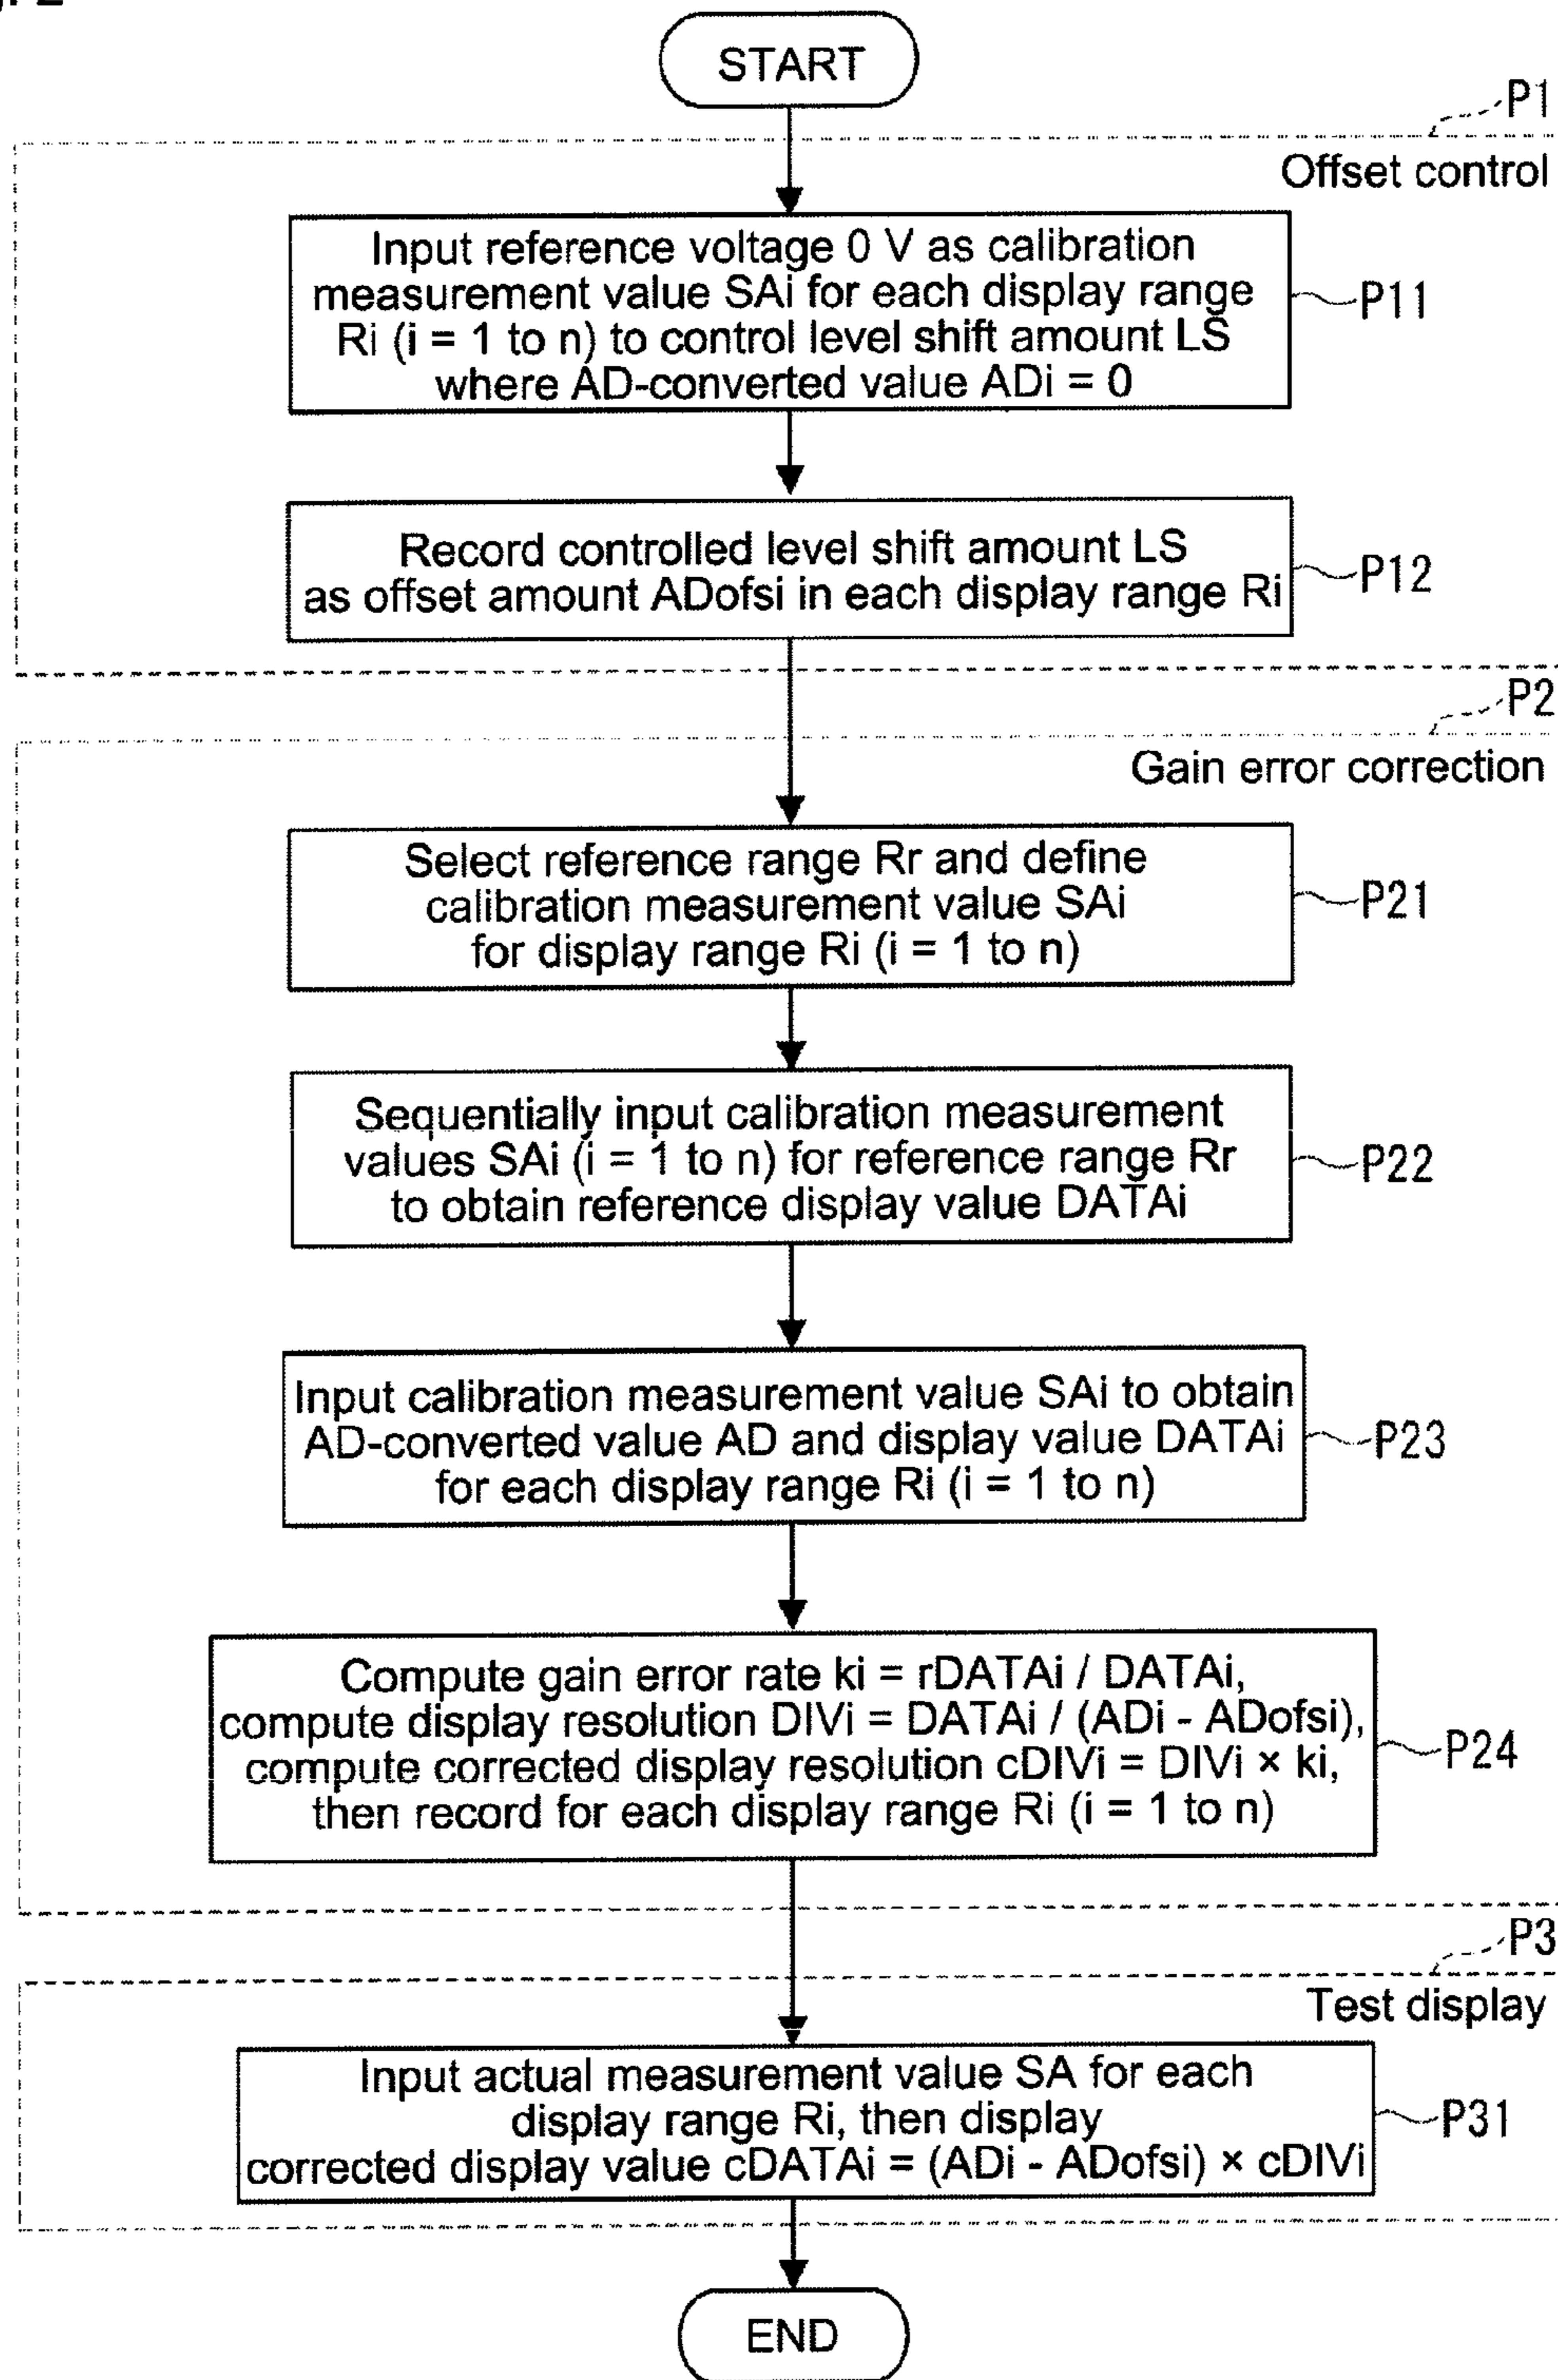 START
P1
Offset control
Input reference voltage 0 V as calibration
measurement value SAi for each display range
Ri (i = 1 to n) to control level shift amount LS
where AD-converted value ADi = 0
P11
Record controlled level shift amount LS
as offset amount ADofsi in each display range Ri
P12
P2
Gain error correction
Select reference range Rr and define
calibration measurement value SAi
for display range Ri (i = 1 to n)
P21
Sequentially input calibration measurement
values SAi (i = 1 to n) for reference range Rr
to obtain reference display value DATAi
P22
Input calibration measurement value SAi to obtain
AD-converted value AD and display value DATAi
for each display range Ri (i = 1 to n)
P23
Compute gain error rate ki = rDATAi / DATAi,
compute display resolution DIVi = DATAi / (ADi - ADofsi),
compute corrected display resolution cDIVi = DIVi × ki,
then record for each display range Ri (i = 1 to n)
P24
P3
Test display
Input actual measurement value SA for each
display range Ri, then display
corrected display value cDATAi = (ADi - ADofsi) × cDIVi
P31
END